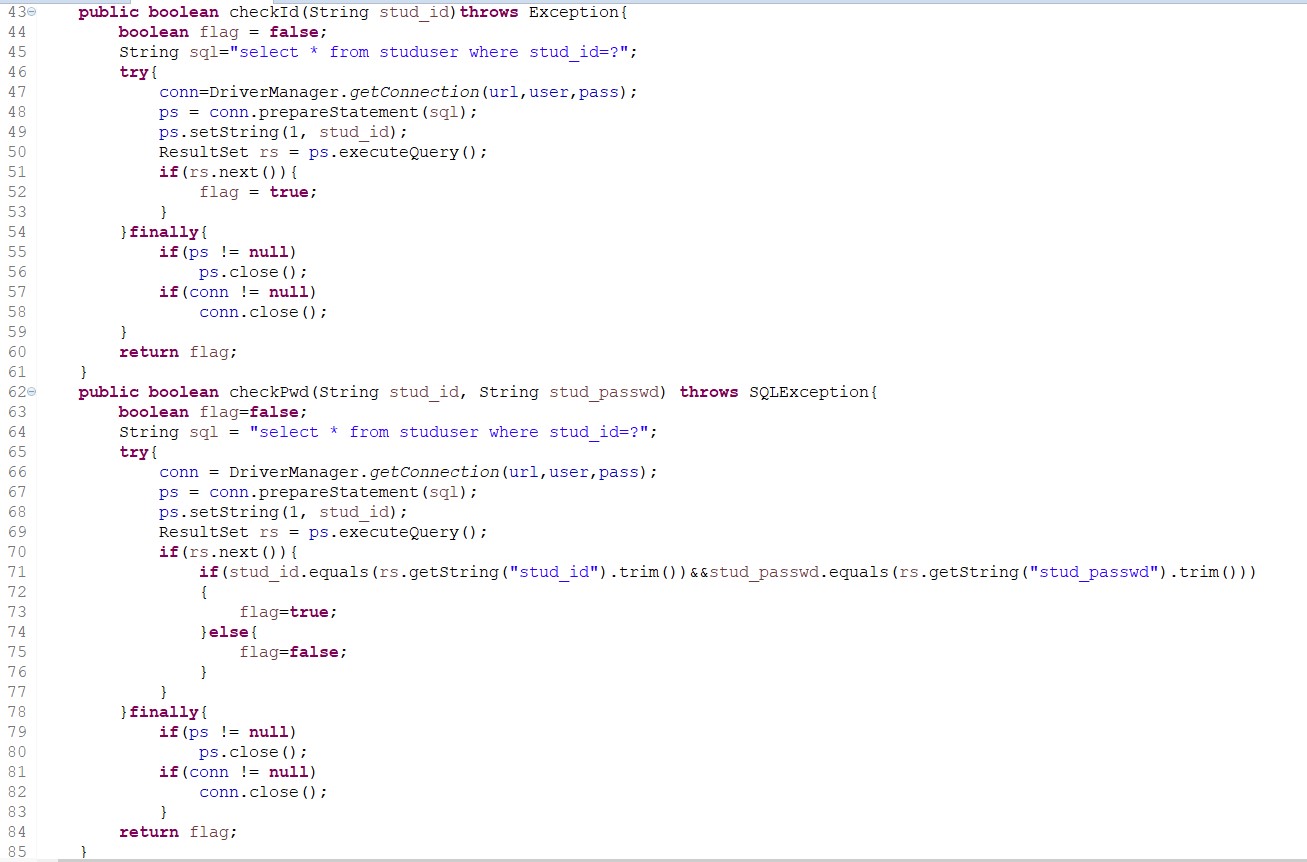 43 public boolean checkId(String stud_id)throws Exception{
44 boolean flag = false;
45 String sql="select * from studuser where stud_id=?";
46 try{
47 conn=DriverManager.getConnection(url,user,pass);
48 ps = conn.prepareStatement(sql);
49 ps.setString(1, stud_id);
50 ResultSet rs = ps.executeQuery();
51 if(rs.next()){
52 flag = true;
53 }
54 }finally{
55 if(ps != null)
56 ps.close();
57 if(conn != null)
58 conn.close();
59 }
60 return flag;
61 }
62 public boolean checkPwd(String stud_id, String stud_passwd) throws SQLException{
63 boolean flag=false;
64 String sql = "select * from studuser where stud_id=?";
65 try{
66 conn = DriverManager.getConnection(url,user,pass);
67 ps = conn.prepareStatement(sql);
68 ps.setString(1, stud_id);
69 ResultSet rs = ps.executeQuery();
70 if(rs.next()){
71 if(stud_id.equals(rs.getString("stud_id").trim())&&stud_passwd.equals(rs.getString("stud_passwd").trim()))
72 {
73 flag=true;
74 }else{
75 flag=false;
76 }
77 }
78 }finally{
79 if(ps != null)
80 ps.close();
81 if(conn != null)
82 conn.close();
83 }
84 return flag;
85 }